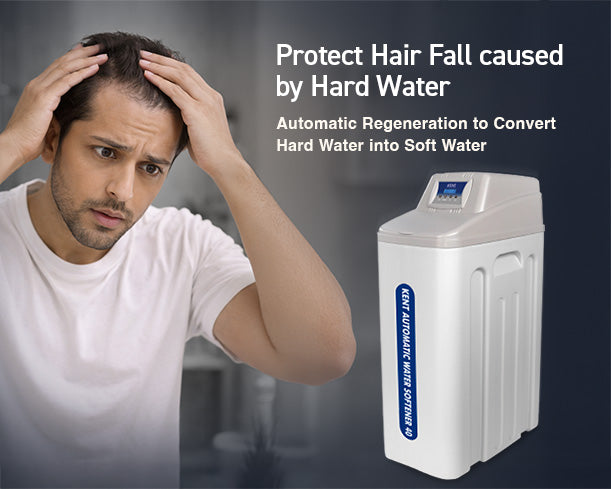 Protect Hair Fall caused
by Hard Water
Automatic Regeneration to Convert
Hard Water into Soft Water
KENT
KENT AUTOMATIC WATER SOFTENER 40